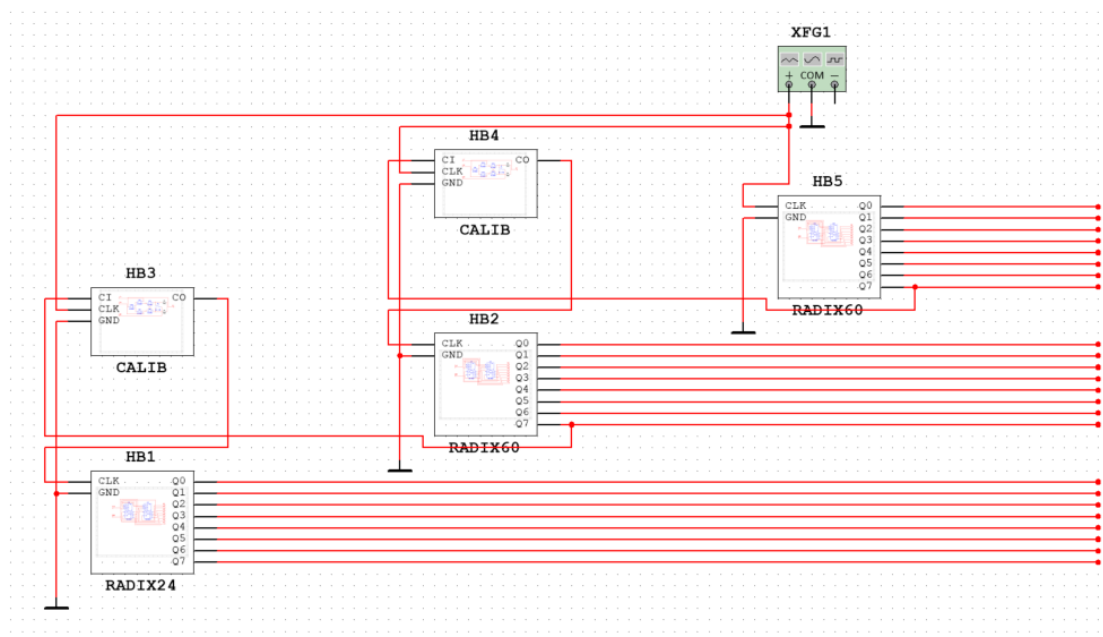 XFG1
+ COM −
HB4
CI CO
CLK
GND
CALIB
HB5
CLK Q0
GND Q1
Q2
Q3
Q4
Q5
Q6
Q7
RADIX60
HB3
CI CO
CLK
GND
CALIB
HB2
CLK Q0
GND Q1
Q2
Q3
Q4
Q5
Q6
Q7
RADIX60
HB1
CLK Q0
GND Q1
Q2
Q3
Q4
Q5
Q6
Q7
RADIX24